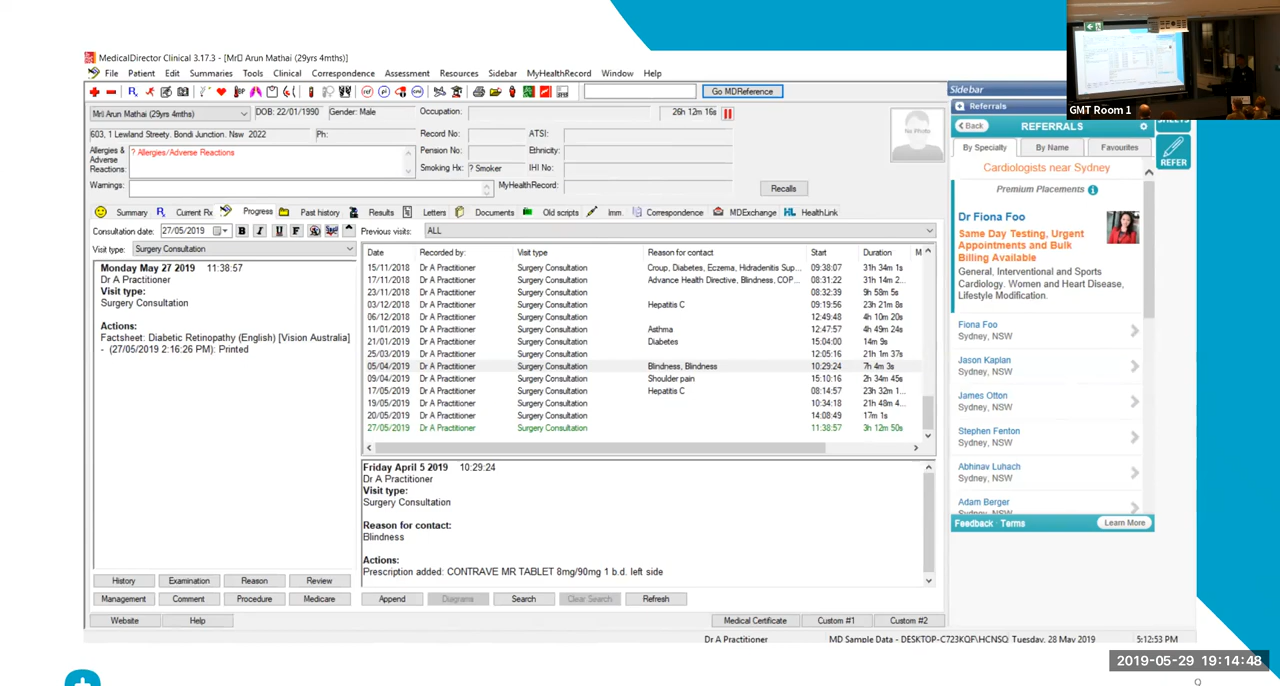 MedicalDirector Clinical 3.17.3 - [Mr Arun Mathai (29yrs 4mths)]
File Patient Edit Summaries Tools Clinical Correspondence Assessment Resources Sidebar MyHealthRecord Window Help
Go MDReference
Mr Arun Mathai (29yrs 4mths) DOB: 22/01/1990 Gender: Male Occupation: 26h 12m 16s
603, 1 Lewland Streety. Bondi Junction. Nsw 2022 Ph: Record No: ATSI:
Allergies & Adverse Reactions: ? Allergies/Adverse Reactions Pension No: Ethnicity:
Smoking Hx: ? Smoker IHI No:
Warnings: MyHealthRecord: Recalls
No Photo
Summary Current Rx Progress Past history Results Letters Documents Old scripts Imm. Correspondence MDExchange HealthLink
Consultation date: 27/05/2019 B I U F Previous visits: ALL
Visit type: Surgery Consultation
Monday May 27 2019 11:38:57
Dr A Practitioner
Visit type:
Surgery Consultation
Actions:
Factsheet: Diabetic Retinopathy (English) [Vision Australia]
- (27/05/2019 2:16:26 PM): Printed
Date Recorded by: Visit type Reason for contact Start Duration M
15/11/2018 Dr A Practitioner Surgery Consultation Croup, Diabetes, Eczema, Hidradenitis Sup... 09:38:07 31h 34m 1s
17/11/2018 Dr A Practitioner Surgery Consultation Advance Health Directive, Blindness, COP... 08:31:22 31h 14m 2...
23/11/2018 Dr A Practitioner Surgery Consultation 08:32:39 9h 58m 5s
03/12/2018 Dr A Practitioner Surgery Consultation Hepatitis C 09:19:56 23h 21m 8s
06/12/2018 Dr A Practitioner Surgery Consultation 12:49:48 4h 10m 20s
11/01/2019 Dr A Practitioner Surgery Consultation Asthma 12:47:57 4h 49m 24s
21/01/2019 Dr A Practitioner Surgery Consultation Diabetes 15:04:00 14m 9s
25/03/2019 Dr A Practitioner Surgery Consultation 12:05:16 21h 1m 37s
05/04/2019 Dr A Practitioner Surgery Consultation Blindness, Blindness 10:29:24 7h 4m 3s
09/04/2019 Dr A Practitioner Surgery Consultation Shoulder pain 15:10:16 2h 34m 45s
17/05/2019 Dr A Practitioner Surgery Consultation Hepatitis C 08:14:57 23h 32m 1...
19/05/2019 Dr A Practitioner Surgery Consultation 10:34:18 21h 48m 4...
20/05/2019 Dr A Practitioner Surgery Consultation 14:08:49 17m 1s
27/05/2019 Dr A Practitioner Surgery Consultation 11:38:57 3h 12m 50s
Friday April 5 2019 10:29:24
Dr A Practitioner
Visit type:
Surgery Consultation
Reason for contact:
Blindness
Actions:
Prescription added: CONTRAVE MR TABLET 8mg/90mg 1 b.d. left side
History Examination Reason Review
Management Comment Procedure Medicare Append Diagrams Search Clear Search Refresh
Website Help Medical Certificate Custom #1 Custom #2
Dr A Practitioner MD Sample Data - DESKTOP-C723KQF\HCNSQ Tuesday, 28 May 2019 5:12:53 PM
Sidebar
Referrals
Back REFERRALS
By Specialty By Name Favourites
Cardiologists near Sydney
Premium Placements
Dr Fiona Foo
Same Day Testing, Urgent
Appointments and Bulk
Billing Available
General, Interventional and Sports
Cardiology. Women and Heart Disease,
Lifestyle Modification.
Fiona Foo
Sydney, NSW
Jason Kaplan
Sydney, NSW
James Otton
Sydney, NSW
Stephen Fenton
Sydney, NSW
Abhinav Luhach
Sydney, NSW
Adam Berger
Sydney, NSW
Feedback · Terms Learn More
SHEETS
REFER
GMT Room 1
2019-05-29 19:14:48
9